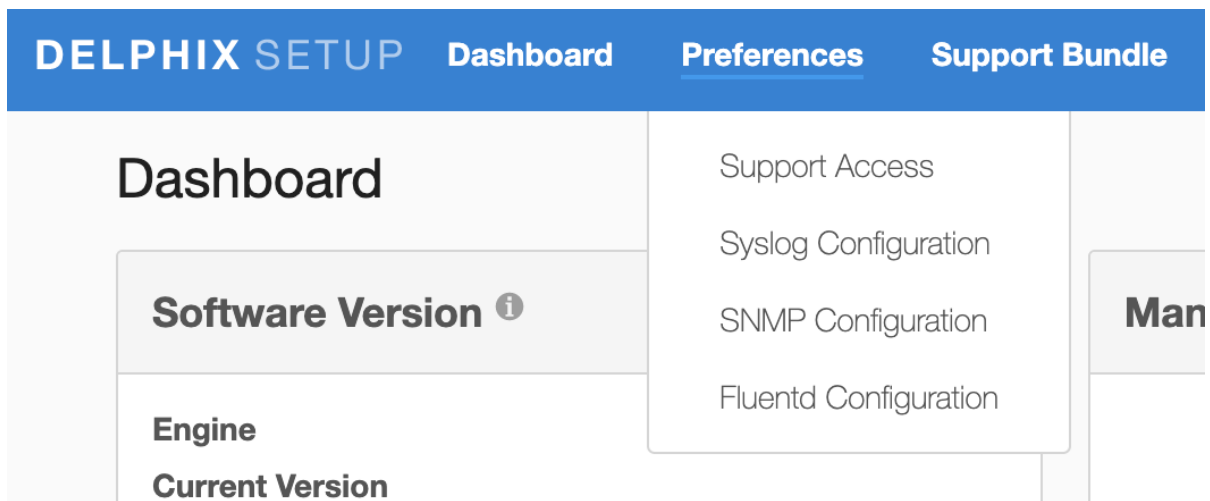 DELPHIX SETUP Dashboard Preferences Support Bundle
Dashboard
Support Access
Syslog Configuration
SNMP Configuration
Fluentd Configuration
Software Version
Engine
Current Version